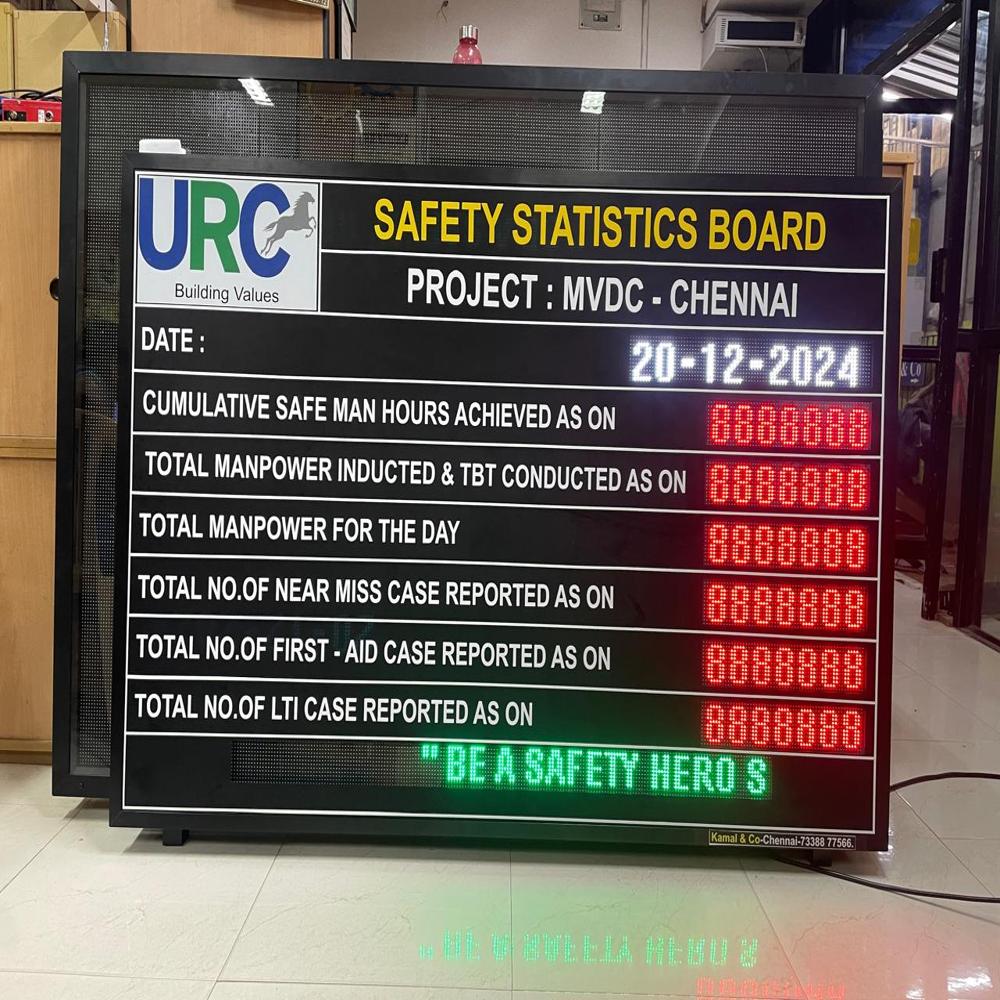 URC
Building Values
SAFETY STATISTICS BOARD
PROJECT : MVDC - CHENNAI
DATE : 20-12-2024
CUMULATIVE SAFE MAN HOURS ACHIEVED AS ON 8888888
TOTAL MANPOWER INDUCTED & TBT CONDUCTED AS ON 8888888
TOTAL MANPOWER FOR THE DAY 8888888
TOTAL NO.OF NEAR MISS CASE REPORTED AS ON 8888888
TOTAL NO.OF FIRST - AID CASE REPORTED AS ON 8888888
TOTAL NO.OF LTI CASE REPORTED AS ON 8888888
" BE A SAFETY HERO S
Kamal & Co-Chennai-73388 77566.